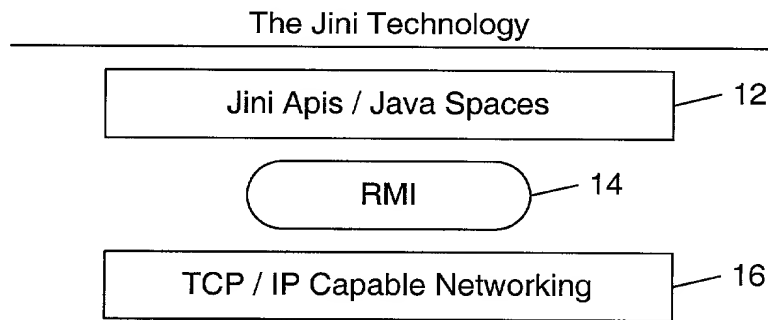 The Jini Technology
Jini Apis / Java Spaces
12
RMI
14
TCP / IP Capable Networking
16